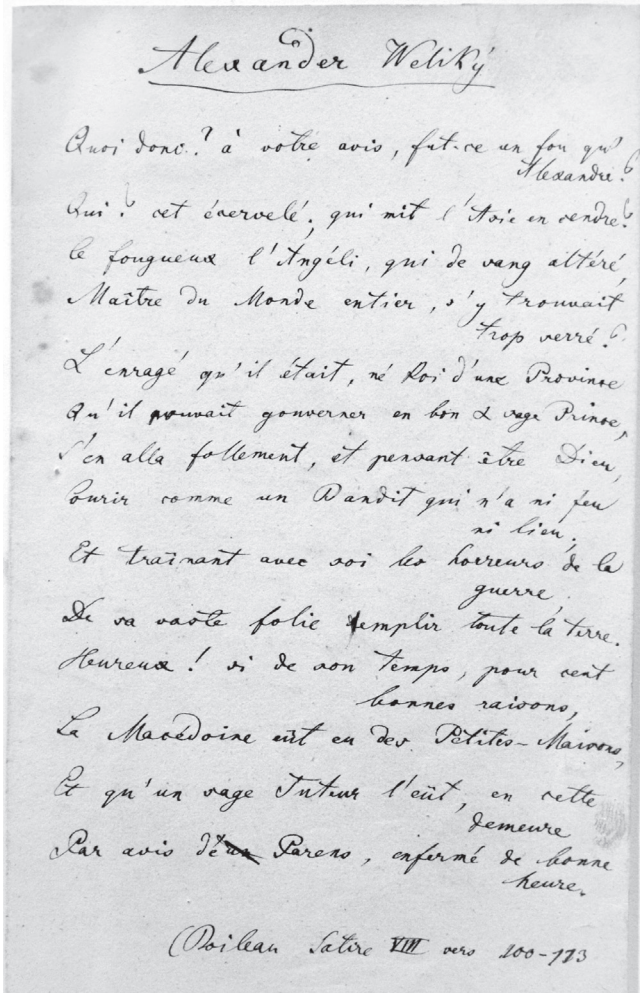 Alexander Weliký
Quoi donc? à votre avis, fut-ce un fou qu'
Alexandre?
Qui? cet écervelé, qui mit l'Asie en cendre?
Le fougueux l'Angéli, qui de sang altéré,
Maître du Monde entier, s'y trouvait
trop serré?
L'enragé qu'il était, né Roi d'une Province
Qu'il pouvait gouverner en bon & sage Prince,
S'en alla follement, et pensant être Dieu,
Courir comme un Bandit qui n'a ni feu
ni lieu,
Et traînant avec soi les horreurs de la
guerre,
De sa vaste folie emplir toute la terre.
Heureux! si de son temps, pour cent
bonnes raisons,
La Macédoine eût eu des Petites-Maisons,
Et qu'un sage Tuteur l'eût, en cette
demeure
Par avis de Parens, enfermé de bonne
heure.
(Boileau Satire VIII vers 100-113